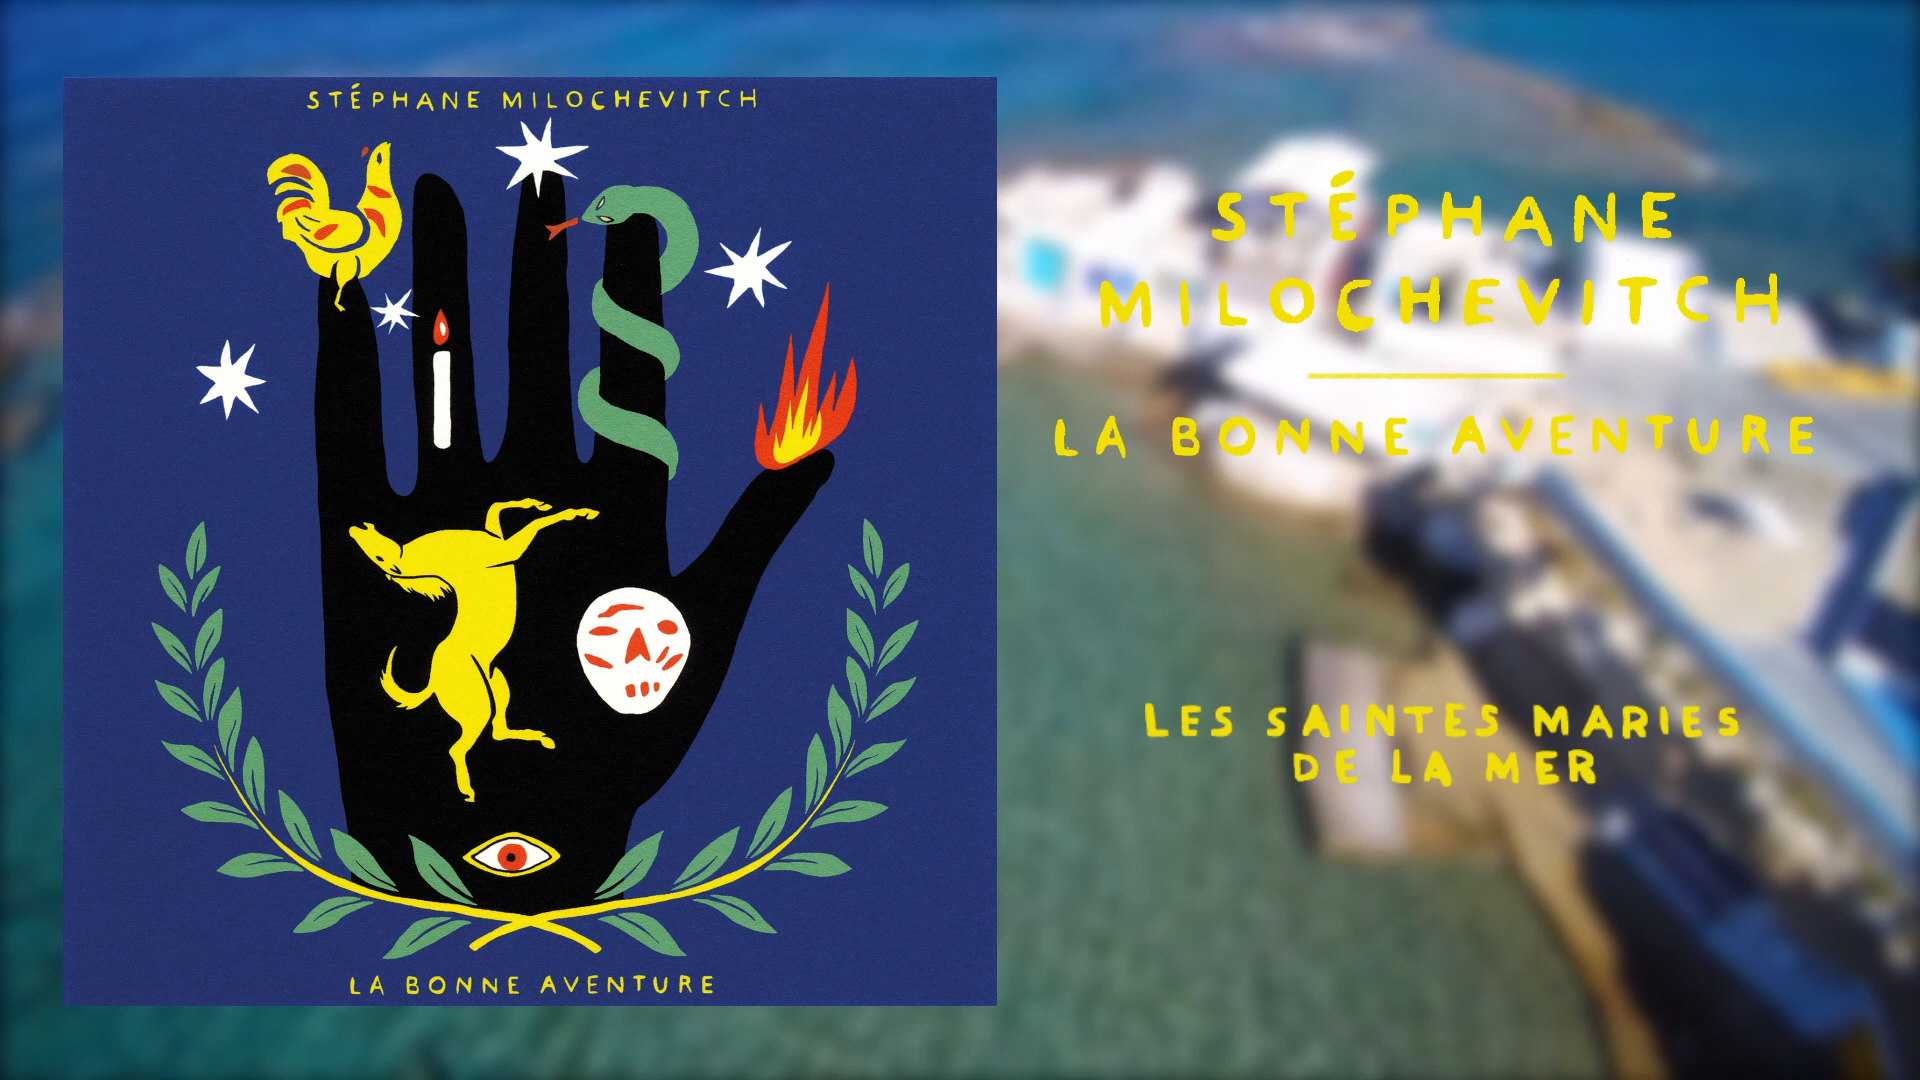 STÉPHANE MILOCHEVITCH
LA BONNE AVENTURE
STÉPHANE
MILOCHEVITCH
LA BONNE AVENTURE
LES SAINTES MARIES
DE LA MER